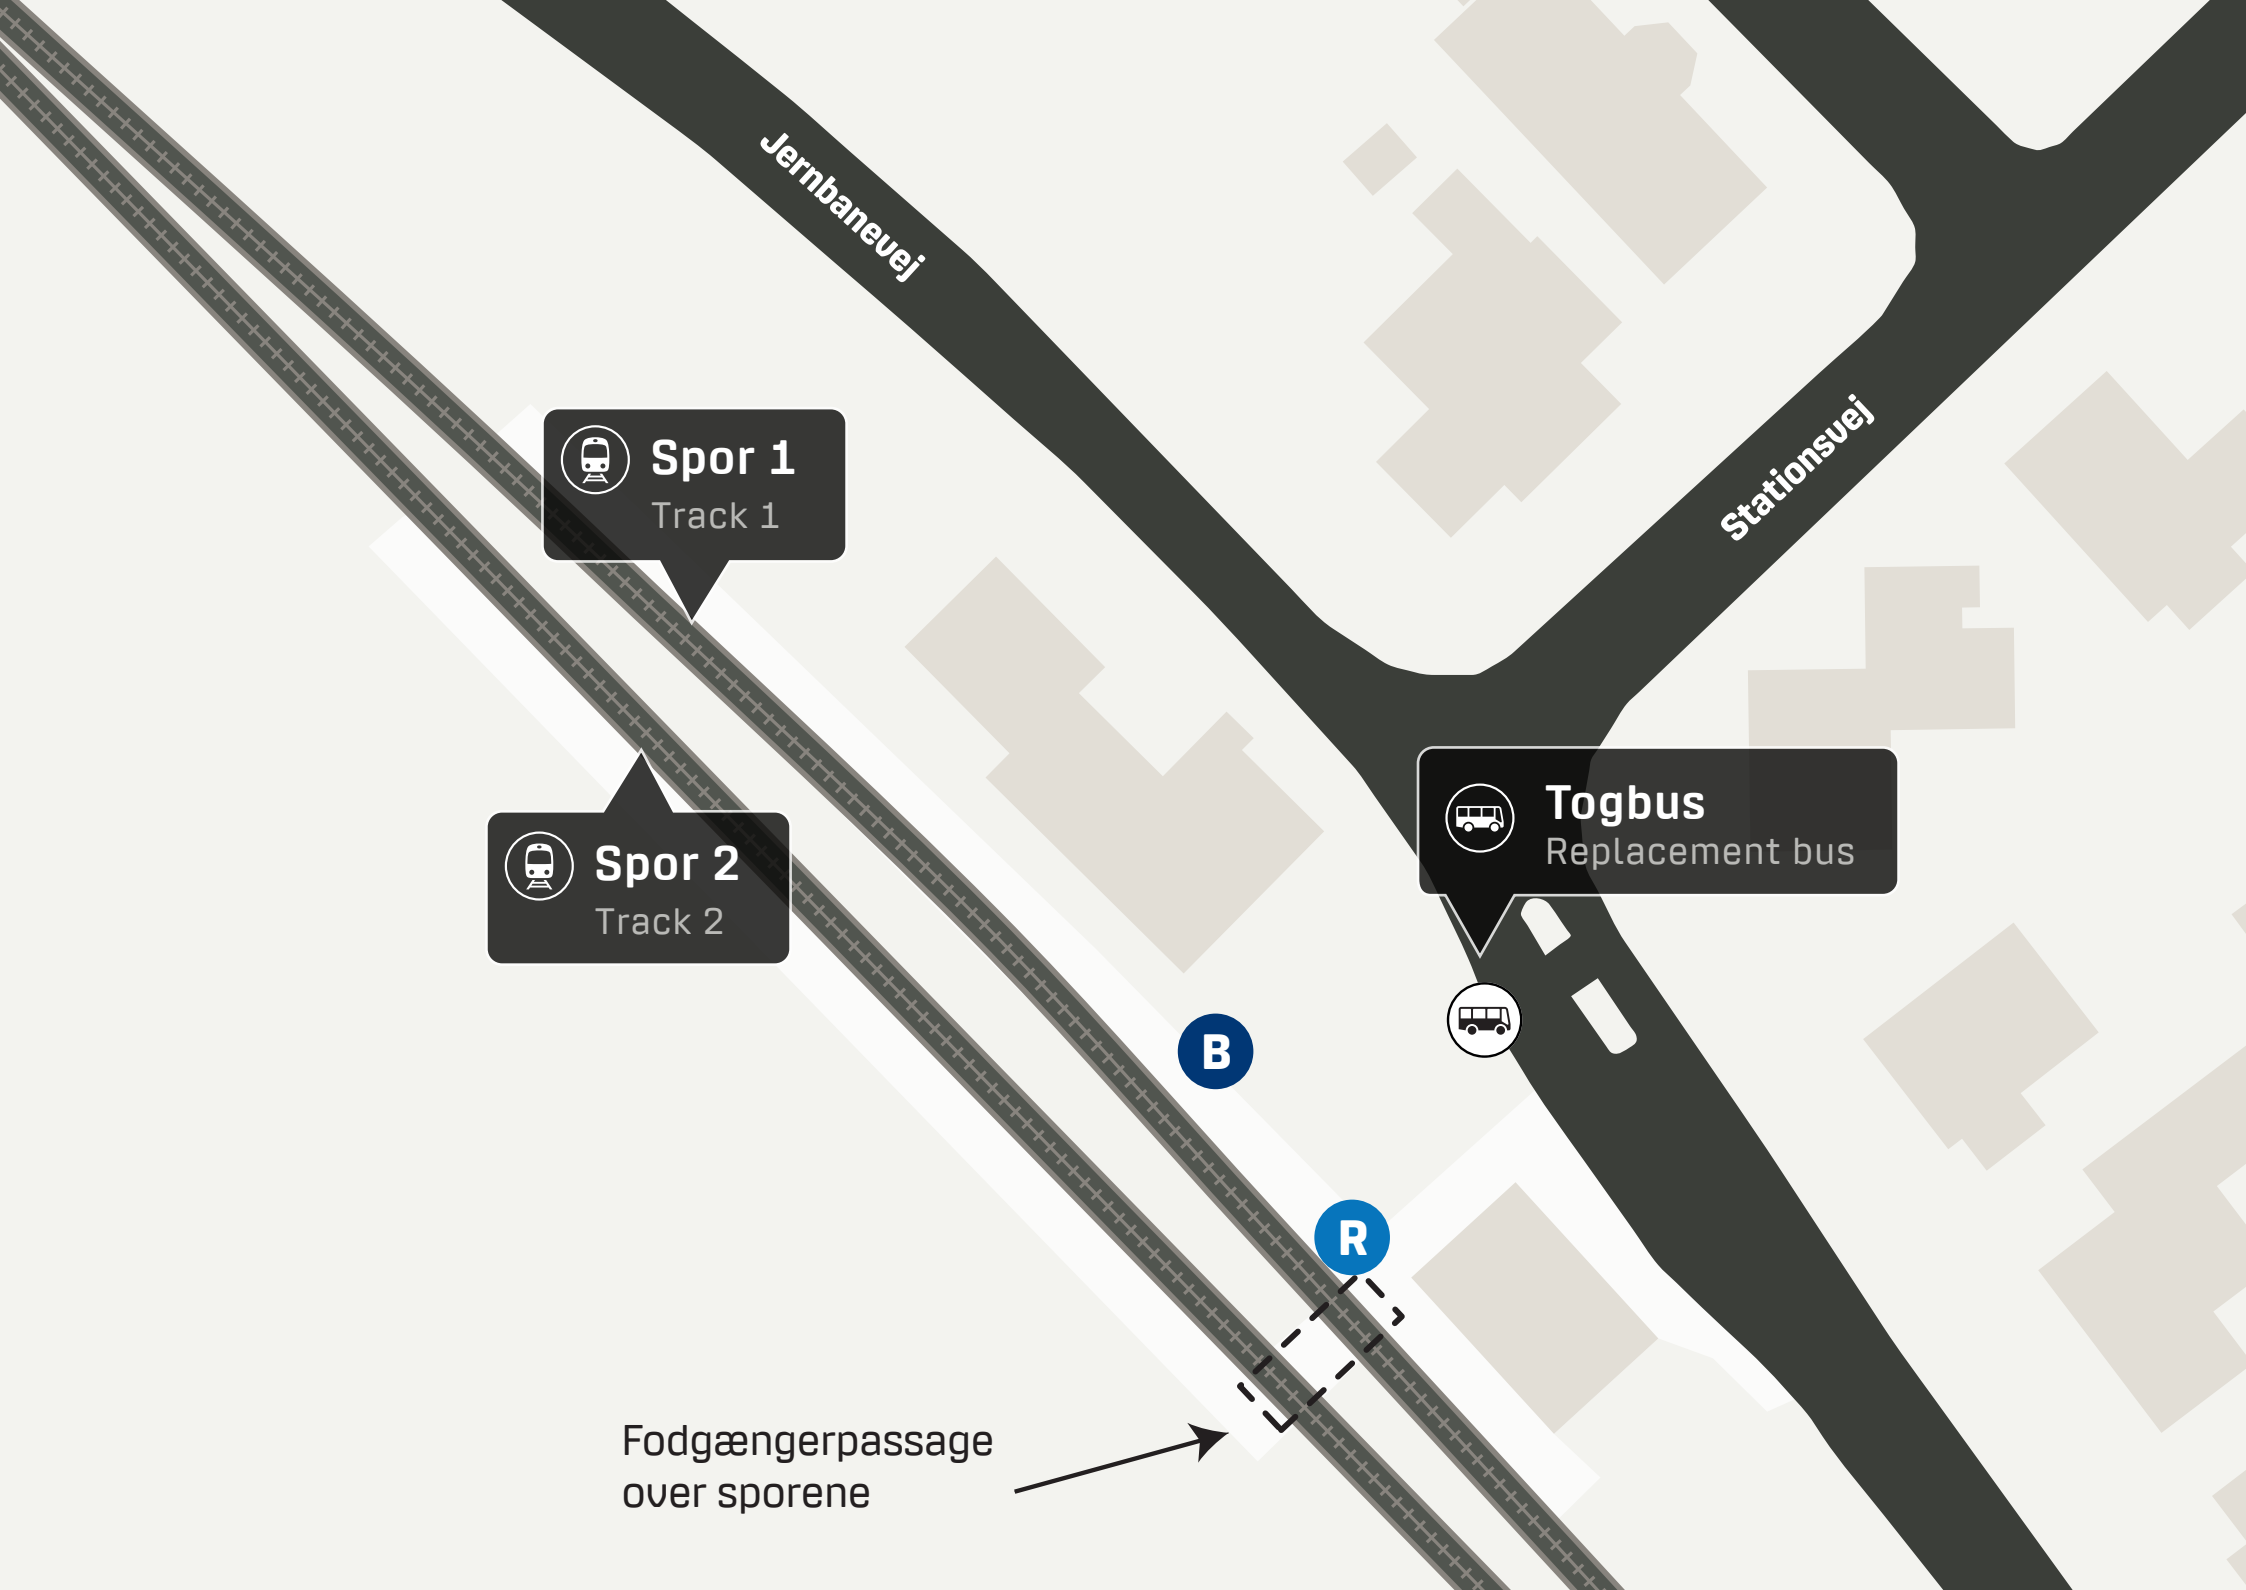 Jernbanevej
Stationsvej
Spor 1
Track 1
Spor 2
Track 2
Togbus
Replacement bus
B
R
Fodgængerpassage
over sporene